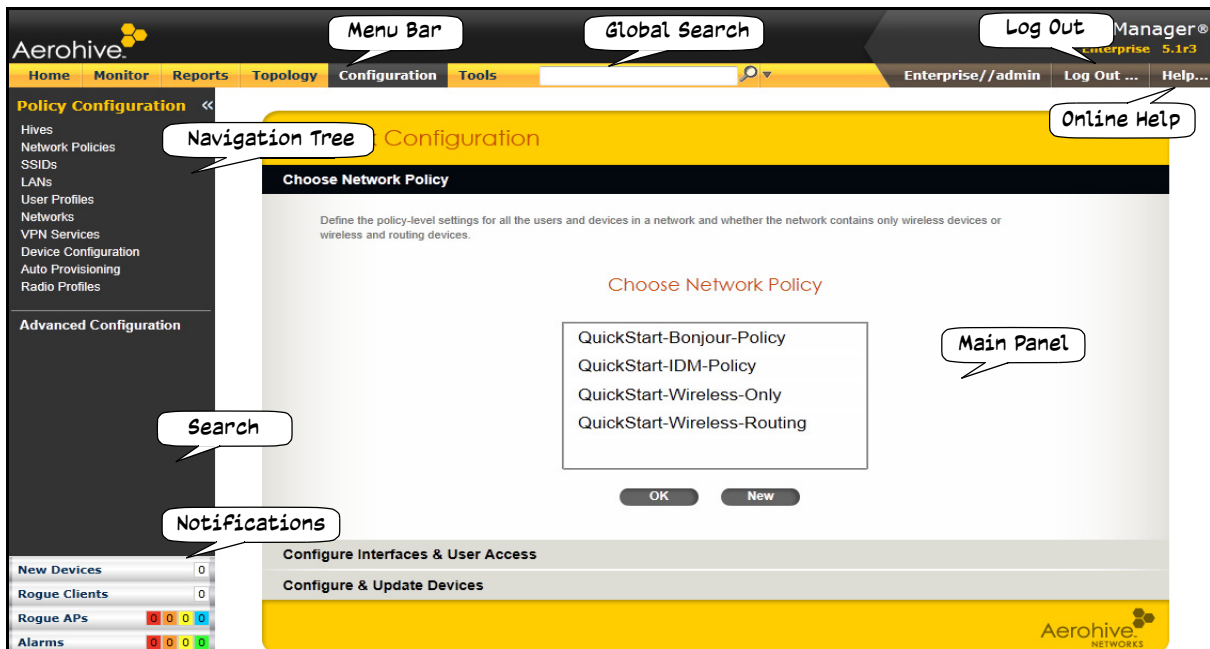 Menu Bar
Global Search
Log Out
Manager®
Aerohive
Enterprise 5.1r3
Home Monitor Reports Topology Configuration Tools
Enterprise//admin Log Out ... Help...
Online Help
Policy Configuration «
Hives
Network Policies
SSIDs
LANs
User Profiles
Networks
VPN Services
Device Configuration
Auto Provisioning
Radio Profiles
Advanced Configuration
Navigation Tree
Configuration
Choose Network Policy
Define the policy-level settings for all the users and devices in a network and whether the network contains only wireless devices or
wireless and routing devices.
Choose Network Policy
QuickStart-Bonjour-Policy
QuickStart-IDM-Policy
QuickStart-Wireless-Only
QuickStart-Wireless-Routing
Main Panel
Search
OK New
Notifications
Configure Interfaces & User Access
Configure & Update Devices
New Devices 0
Rogue Clients 0
Rogue APs 0 0 0 0
Alarms 0 0 0 0
Aerohive
NETWORKS